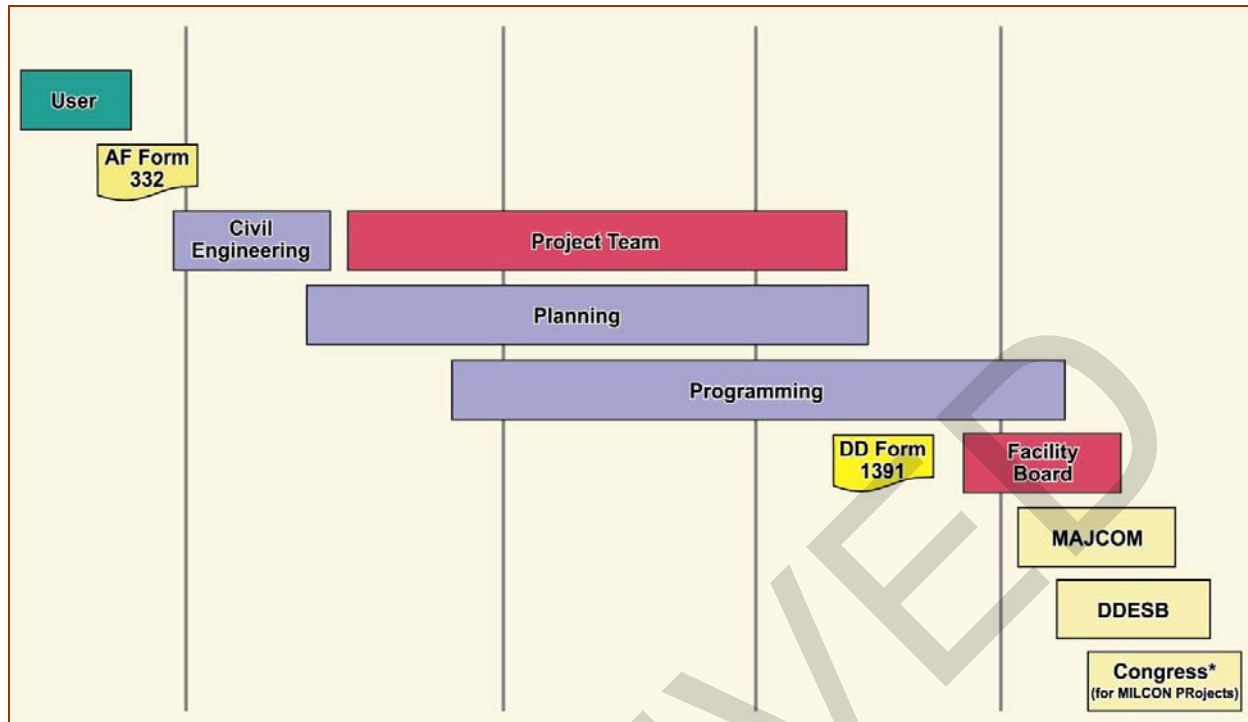 User
AF Form
332
Civil
Engineering
Project Team
Planning
Programming
DD Form
1391
Facility
Board
MAJCOM
DDESB
Congress*
(for MILCON PRojects)
VED